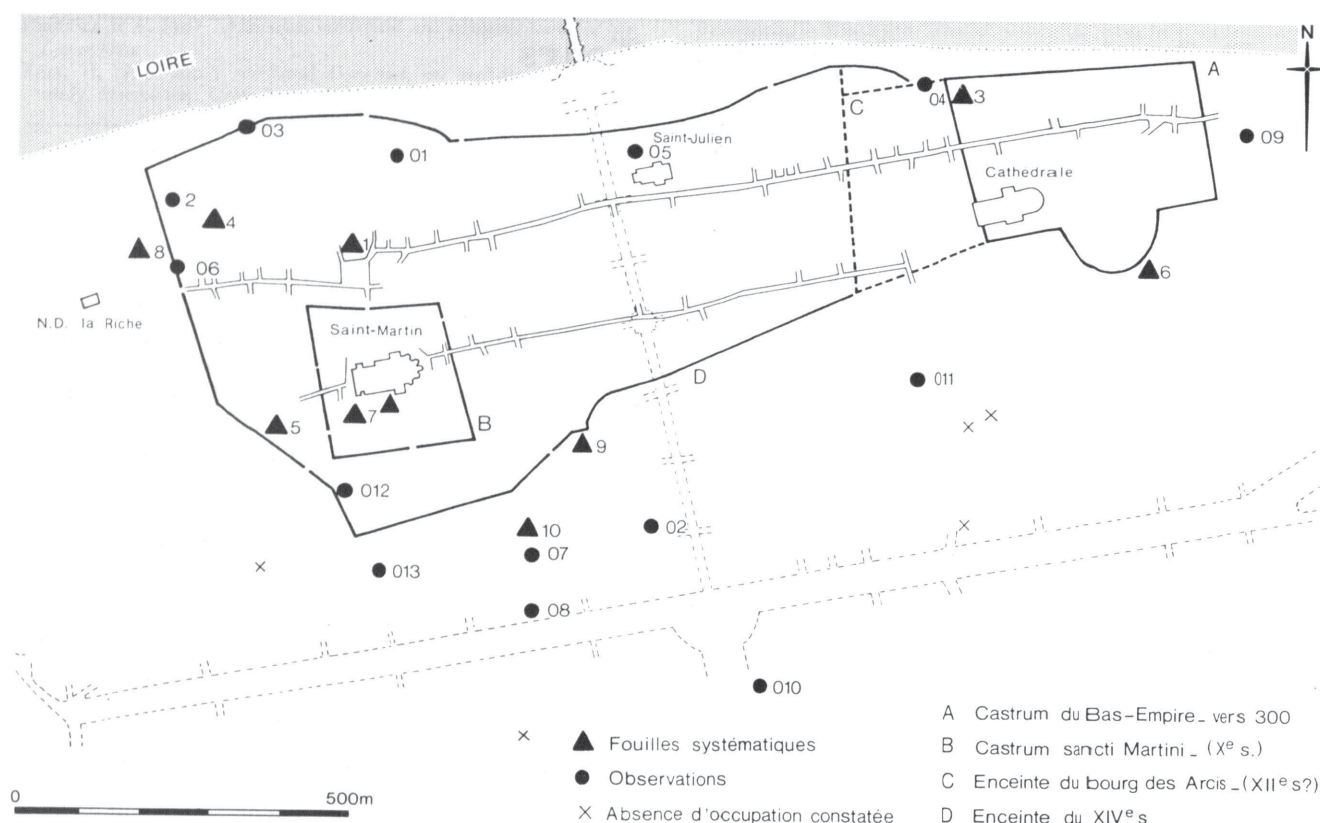 N
LOIRE
A
C
04
3
03
09
01
Saint-Julien
05
Cathedrale
2
4
1
8
06
6
N.D. la Riche
Saint-Martin
D
011
7
B
5
9
012
10
02
07
013
08
010
A Castrum du Bas-Empire_ vers 300
▲ Fouilles systématiques
B Castrum sancti Martini _ (Xe s.)
● Observations
C Enceinte du bourg des Arcis _(XIIe s?)
0 500m
× Absence d'occupation constatée
D Enceinte du XIVe s